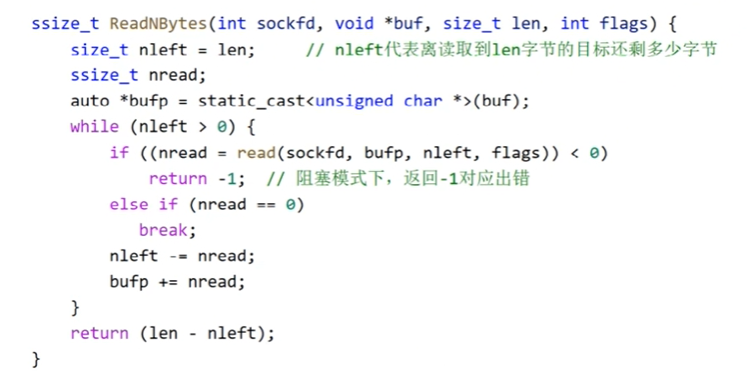 ssize_t ReadNBytes(int sockfd, void *buf, size_t len, int flags) {
    size_t nleft = len;     // nleft代表离读取到len字节的目标还剩多少字节
    ssize_t nread;
    auto *bufp = static_cast<unsigned char *>(buf);
    while (nleft > 0) {
        if ((nread = read(sockfd, bufp, nleft, flags)) < 0)
            return -1;  // 阻塞模式下，返回-1对应出错
        else if (nread == 0)
           break;
        nleft -= nread;
        bufp += nread;
    }
    return (len - nleft);
}